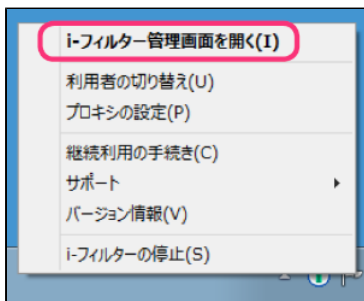 i-フィルター管理画面を開く(I)
利用者の切り替え(U)
プロキシの設定(P)
継続利用の手続き(C)
サポート
バージョン情報(V)
i-フィルターの停止(S)